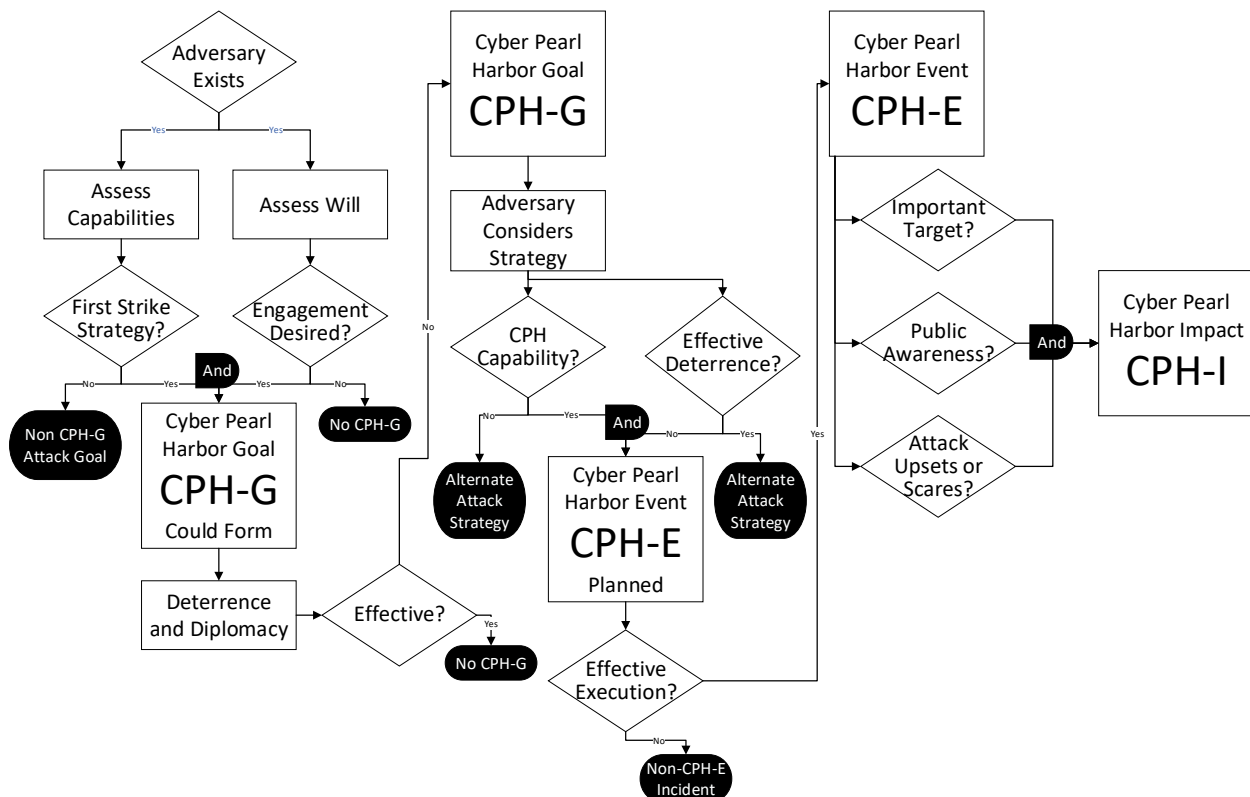 Adversary
Exists
Yes
Yes
Assess
Capabilities
Assess Will
First Strike
Strategy?
Engagement
Desired?
No
Yes
And
Yes
No
Non CPH-G
Attack Goal
No CPH-G
Cyber Pearl
Harbor Goal
CPH-G
Could Form
Deterrence
and Diplomacy
Effective?
No
Yes
No CPH-G
Cyber Pearl
Harbor Goal
CPH-G
Adversary
Considers
Strategy
CPH
Capability?
Effective
Deterrence?
No
Yes
And
No
Yes
Alternate
Attack
Strategy
Alternate
Attack
Strategy
Cyber Pearl
Harbor Event
CPH-E
Planned
Effective
Execution?
No
Non-CPH-E
Incident
Yes
Cyber Pearl
Harbor Event
CPH-E
Important
Target?
Public
Awareness?
Attack
Upsets or
Scares?
And
Cyber Pearl
Harbor Impact
CPH-I